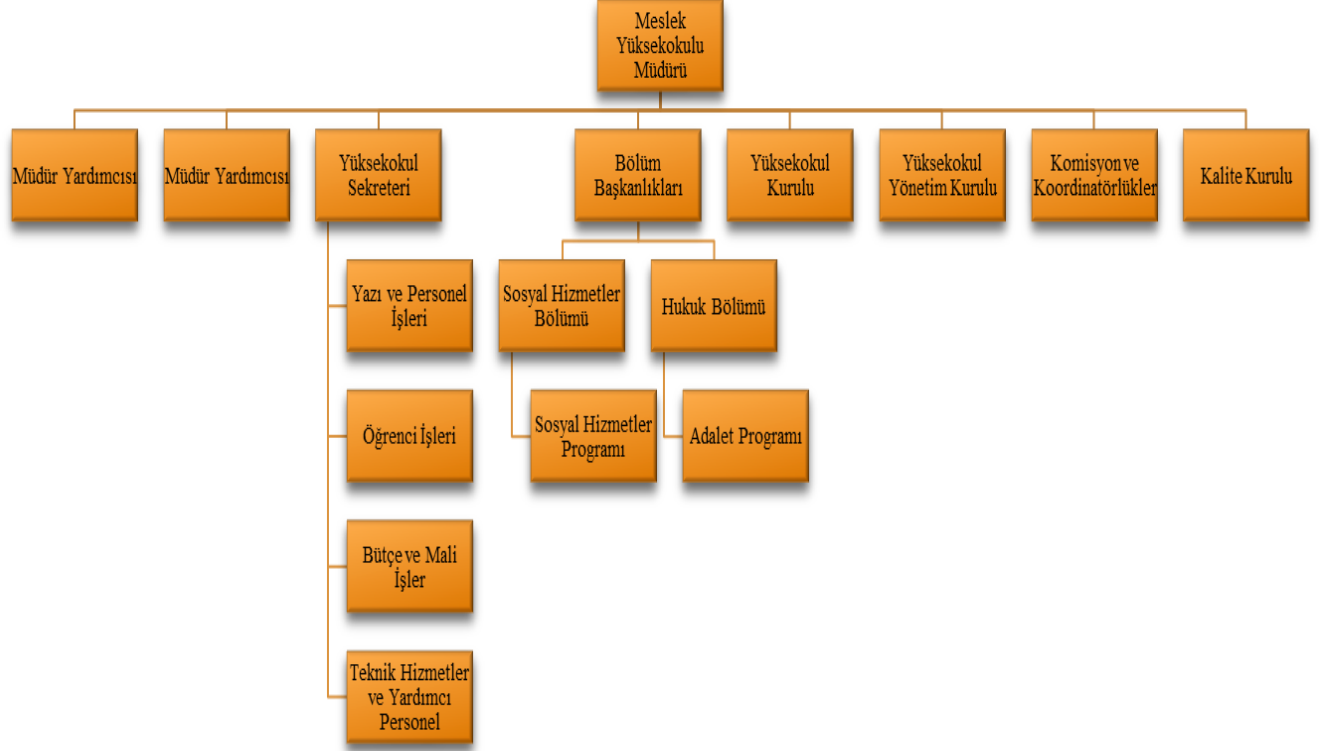 Meslek
Yüksekokulu
Müdürü
Müdür Yardımcısı
Müdür Yardımcısı
Yüksekokul
Sekreteri
Bölüm
Başkanlıkları
Yüksekokul
Kurulu
Yüksekokul
Yönetim Kurulu
Komisyon ve
Koordinatörlükler
Kalite Kurulu
Yazı ve Personel
İşleri
Sosyal Hizmetler
Bölümü
Hukuk Bölümü
Öğrenci İşleri
Sosyal Hizmetler
Programı
Adalet Programı
Bütçe ve Mali
İşler
Teknik Hizmetler
ve Yardımcı
Personel